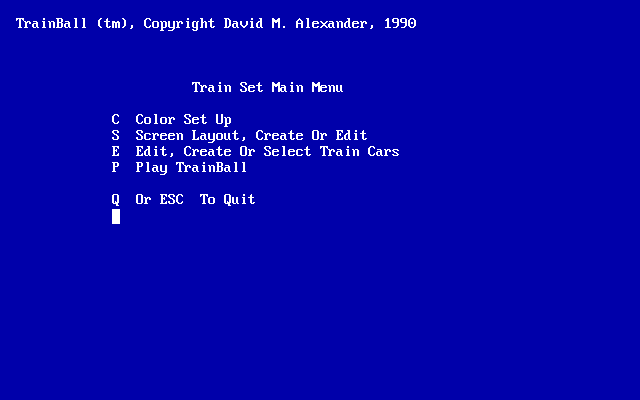 TrainBall (tm), Copyright David M. Alexander, 1990
Train Set Main Menu
C  Color Set Up
S  Screen Layout, Create Or Edit
E  Edit, Create Or Select Train Cars
P  Play TrainBall
Q  Or ESC  To Quit